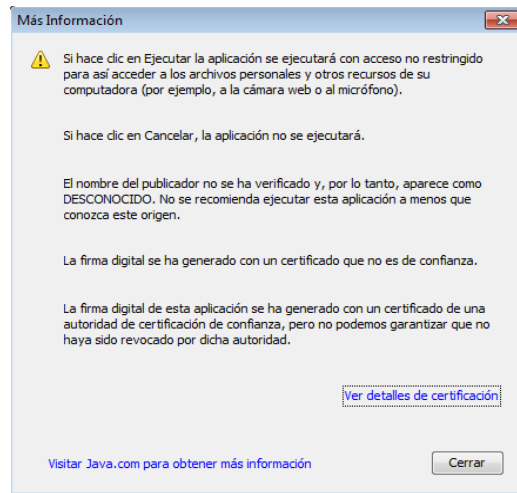 Más Información
Si hace clic en Ejecutar la aplicación se ejecutará con acceso no restringido
para así acceder a los archivos personales y otros recursos de su
computadora (por ejemplo, a la cámara web o al micrófono).
Si hace clic en Cancelar, la aplicación no se ejecutará.
El nombre del publicador no se ha verificado y, por lo tanto, aparece como
DESCONOCIDO. No se recomienda ejecutar esta aplicación a menos que
conozca este origen.
La firma digital se ha generado con un certificado que no es de confianza.
La firma digital de esta aplicación se ha generado con un certificado de una
autoridad de certificación de confianza, pero no podemos garantizar que no
haya sido revocado por dicha autoridad.
Ver detalles de certificación
Visitar Java.com para obtener más información
Cerrar